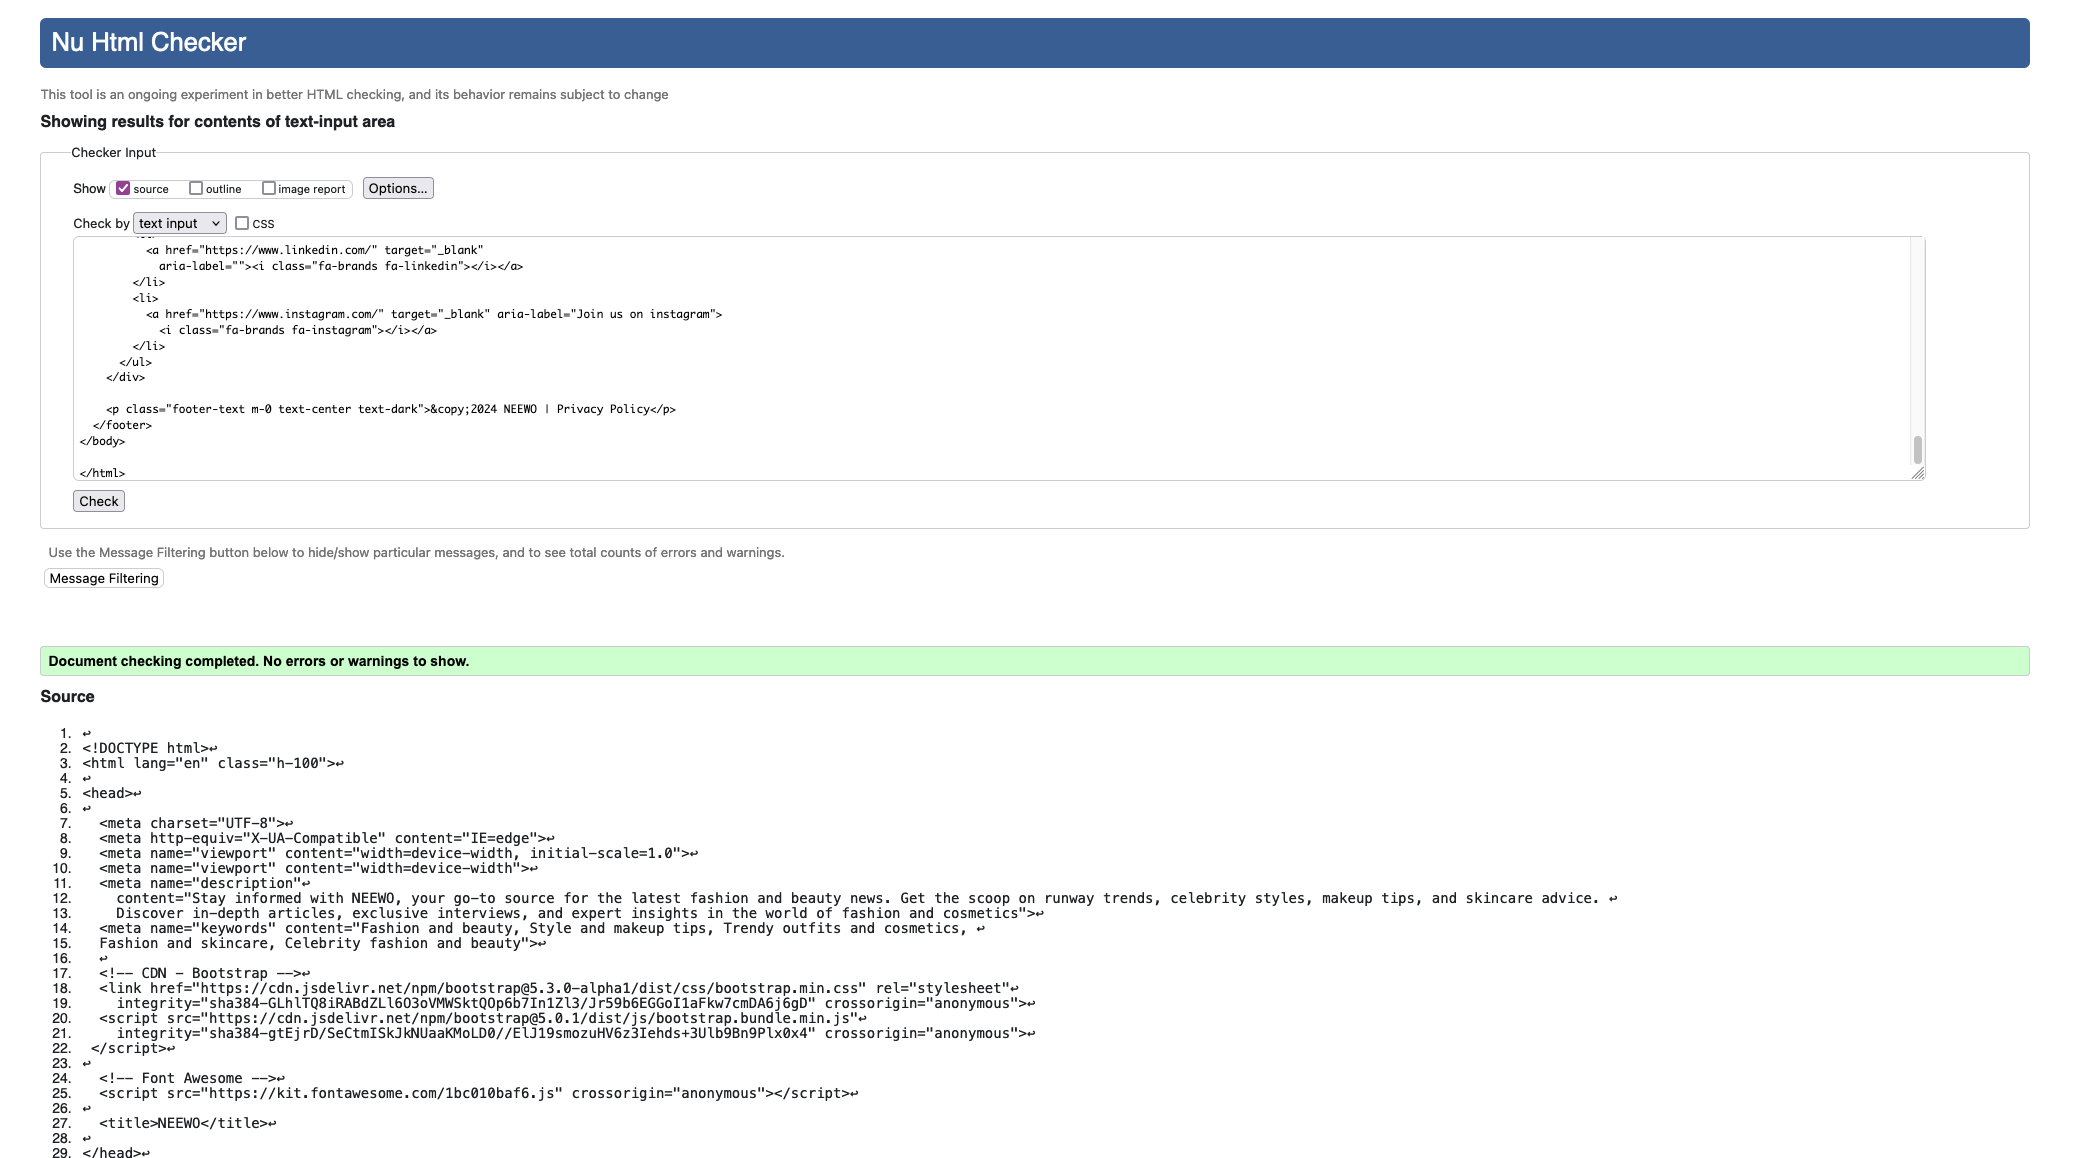 Nu Html Checker
This tool is an ongoing experiment in better HTML checking, and its behavior remains subject to change
Showing results for contents of text-input area
Checker Input
Show source outline image report Options...
Check by text input CSS
<a href="https://www.linkedin.com/" target="_blank"
aria-label=""><i class="fa-brands fa-linkedin"></i></a>
</li>
<li>
<a href="https://www.instagram.com/" target="_blank" aria-label="Join us on instagram">
<i class="fa-brands fa-instagram"></i></a>
</li>
</ul>
</div>
<p class="footer-text m-0 text-center text-dark">&copy;2024 NEEWO | Privacy Policy</p>
</footer>
</body>
</html>
Check
Use the Message Filtering button below to hide/show particular messages, and to see total counts of errors and warnings.
Message Filtering
Document checking completed. No errors or warnings to show.
Source
1. ↩
2. <!DOCTYPE html>↩
3. <html lang="en" class="h-100">↩
4. ↩
5. <head>↩
6. ↩
7. <meta charset="UTF-8">↩
8. <meta http-equiv="X-UA-Compatible" content="IE=edge">↩
9. <meta name="viewport" content="width=device-width, initial-scale=1.0">↩
10. <meta name="viewport" content="width=device-width">↩
11. <meta name="description"↩
12. content="Stay informed with NEEWO, your go-to source for the latest fashion and beauty news. Get the scoop on runway trends, celebrity styles, makeup tips, and skincare advice. ↩
13. Discover in-depth articles, exclusive interviews, and expert insights in the world of fashion and cosmetics">↩
14. <meta name="keywords" content="Fashion and beauty, Style and makeup tips, Trendy outfits and cosmetics, ↩
15. Fashion and skincare, Celebrity fashion and beauty">↩
16. ↩
17. <!-- CDN - Bootstrap -->↩
18. <link href="https://cdn.jsdelivr.net/npm/bootstrap@5.3.0-alpha1/dist/css/bootstrap.min.css" rel="stylesheet"↩
19. integrity="sha384-GLhlTQ8iRABdZLl6O3oVMWSktQOp6b7In1Zl3/Jr59b6EGGoI1aFkw7cmDA6j6gD" crossorigin="anonymous">↩
20. <script src="https://cdn.jsdelivr.net/npm/bootstrap@5.0.1/dist/js/bootstrap.bundle.min.js"↩
21. integrity="sha384-gtEjrD/SeCtmISkJkNUaaKMoLD0//ElJ19smozuHV6z3Iehds+3Ulb9Bn9Plx0x4" crossorigin="anonymous">↩
22. </script>↩
23. ↩
24. <!-- Font Awesome -->↩
25. <script src="https://kit.fontawesome.com/1bc010baf6.js" crossorigin="anonymous"></script>↩
26. ↩
27. <title>NEEWO</title>↩
28. ↩
29. </head>↩